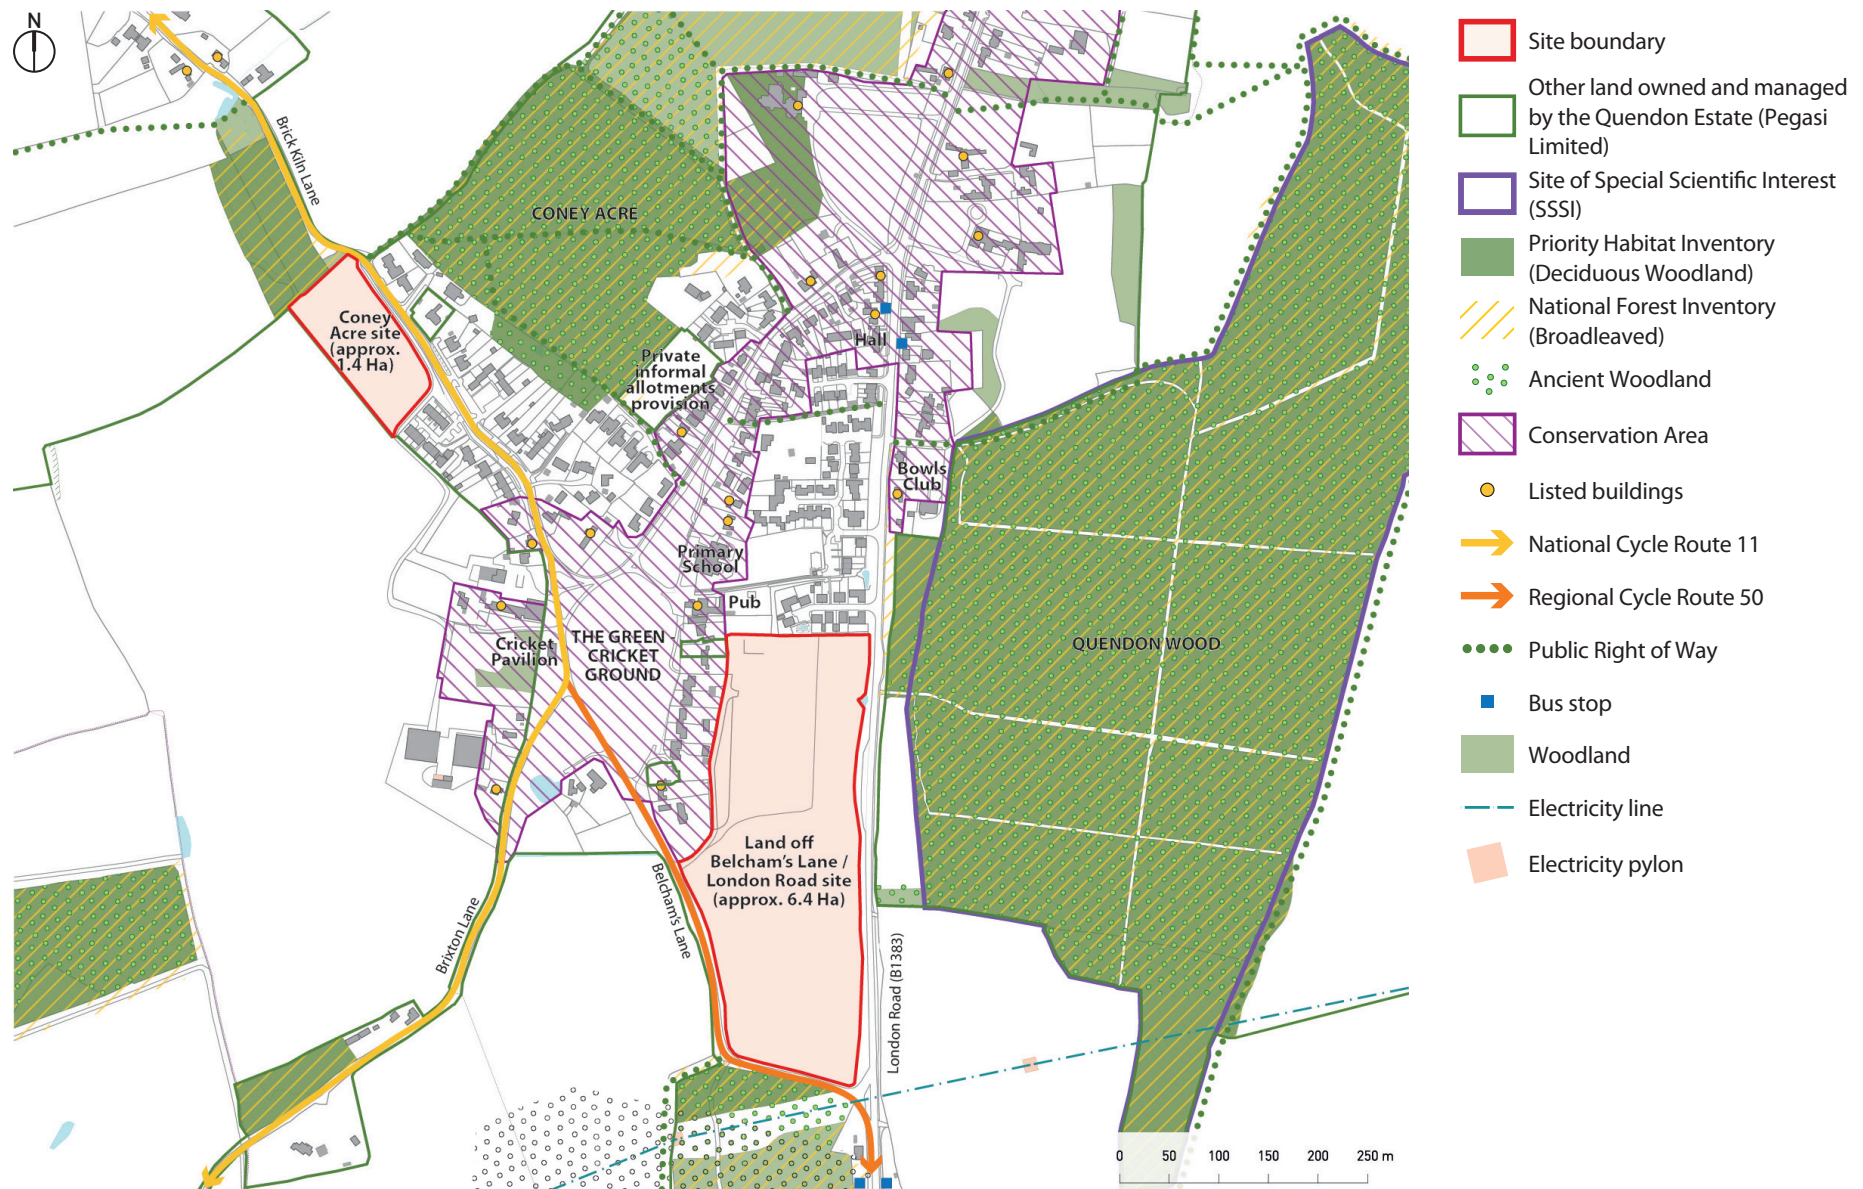 N
Brick Kiln Lane
CONEY ACRE
Coney
Acre site
(approx.
1.4 Ha)
Private
informal
allotments
provision
Hall
Bowls
Club
Primary
School
Pub
THE GREEN -
CRICKET
GROUND
Cricket
Pavilion
QUENDON WOOD
Land off
Belcham's Lane /
London Road site
(approx. 6.4 Ha)
Belcham's Lane
Brixton Lane
London Road (B1383)
0 50 100 150 200 250 m
Site boundary
Other land owned and managed
by the Quendon Estate (Pegasi
Limited)
Site of Special Scientific Interest
(SSSI)
Priority Habitat Inventory
(Deciduous Woodland)
National Forest Inventory
(Broadleaved)
Ancient Woodland
Conservation Area
Listed buildings
National Cycle Route 11
Regional Cycle Route 50
Public Right of Way
Bus stop
Woodland
Electricity line
Electricity pylon